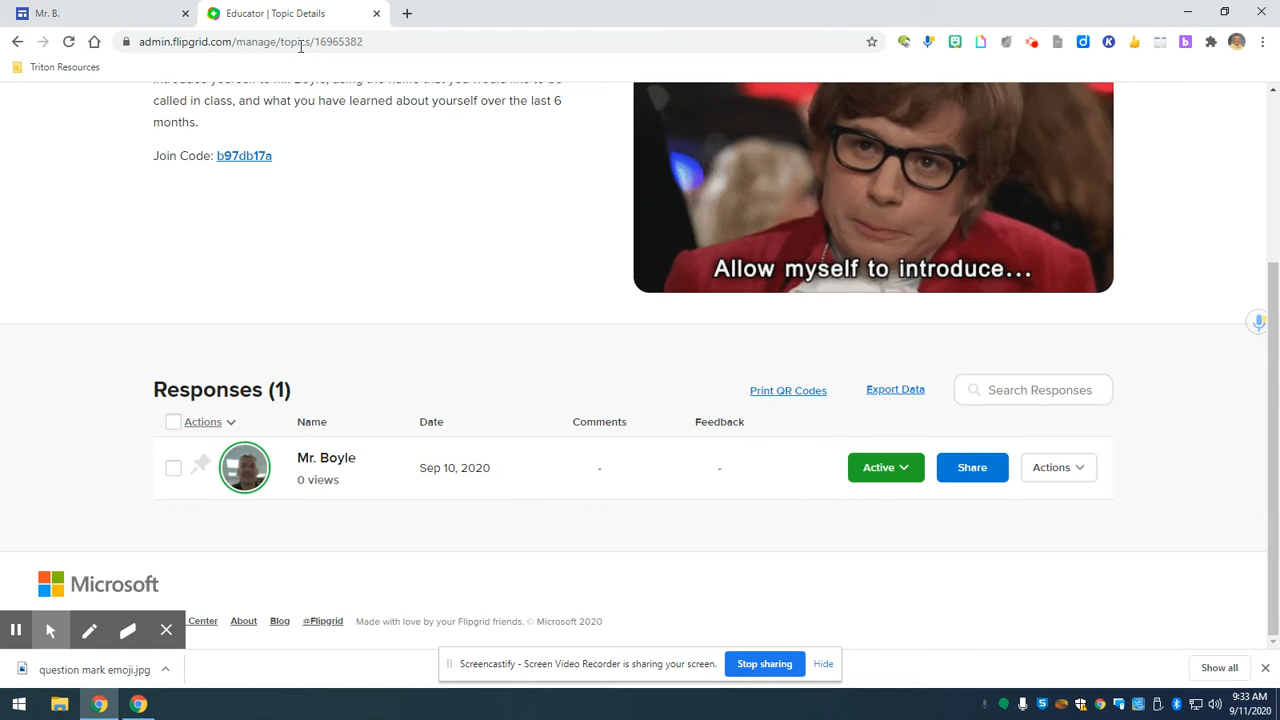 Mr. B.
Educator | Topic Details
admin.flipgrid.com/manage/topics/16965382
Triton Resources
called in class, and what you have learned about yourself over the last 6
months.
Join Code: b97db17a
Allow myself to introduce...
Responses (1)
Print QR Codes
Export Data
Search Responses
Actions
Name
Date
Comments
Feedback
Mr. Boyle
0 views
Sep 10, 2020
-
-
Active
Share
Actions
Microsoft
Center
About
Blog
@Flipgrid
Made with love by your Flipgrid friends. © Microsoft 2020
Screencastify - Screen Video Recorder is sharing your screen.
Stop sharing
Hide
question mark emoji.jpg
Show all
9:33 AM
9/11/2020